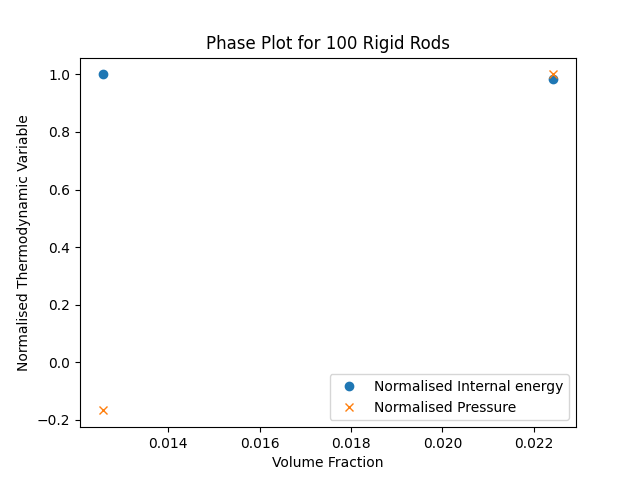 Phase Plot for 100 Rigid Rods
Normalised Thermodynamic Variable
1.0
0.8
0.6
0.4
0.2
0.0
−0.2
Normalised Internal energy
Normalised Pressure
0.014
0.016
0.018
0.020
0.022
Volume Fraction